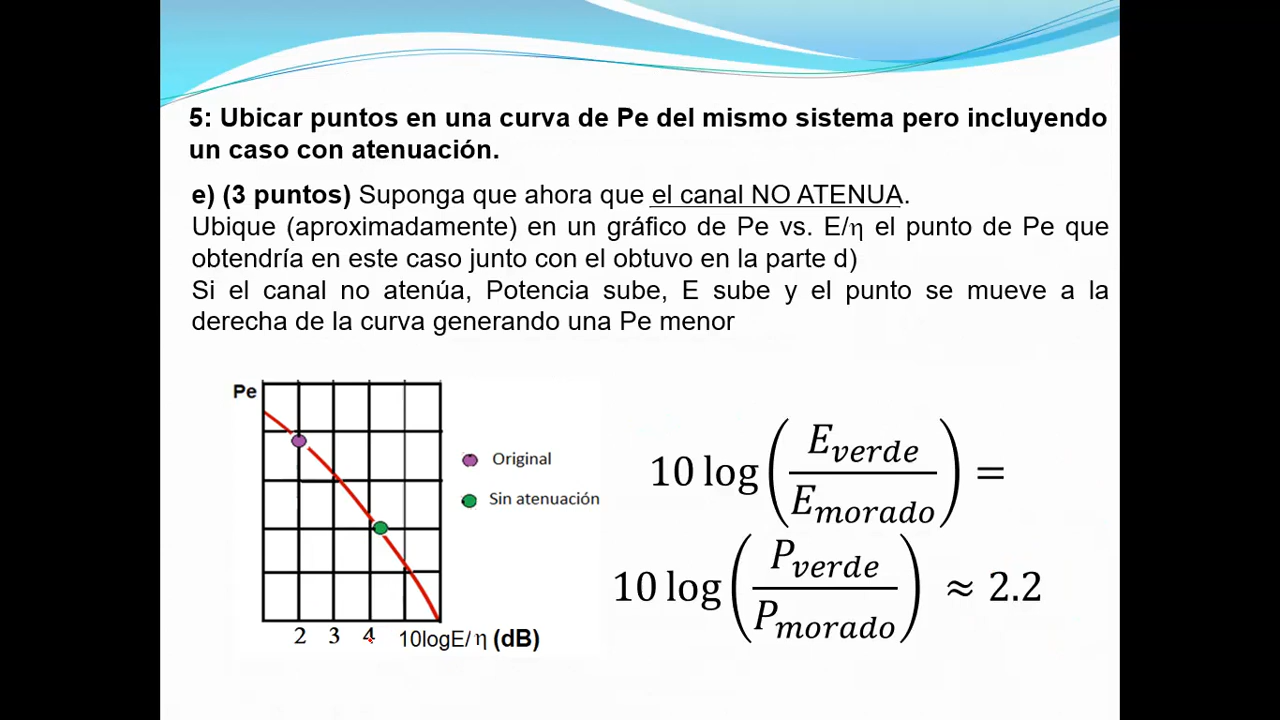 5: Ubicar puntos en una curva de Pe del mismo sistema pero incluyendo
un caso con atenuación.
e) (3 puntos) Suponga que ahora que el canal NO ATENUA.
Ubique (aproximadamente) en un gráfico de Pe vs. E/η el punto de Pe que
obtendría en este caso junto con el obtuvo en la parte d)
Si el canal no atenúa, Potencia sube, E sube y el punto se mueve a la
derecha de la curva generando una Pe menor
Pe
Original
Sin atenuación
2 3 4 10logE/ η (dB)
10 log(E_verde/E_morado) =
10 log(P_verde/P_morado) ≈ 2.2